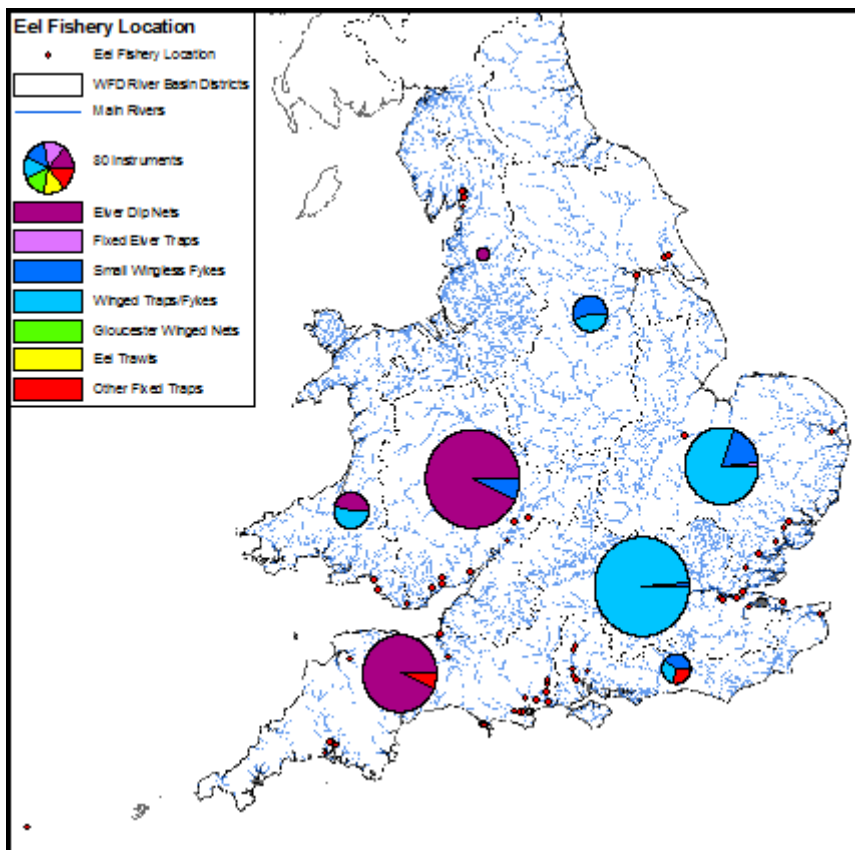 Eel Fishery Location
Eel Fishery Location
WFD River Basin Districts
Main Rivers
80 Instruments
Elver Dip Nets
Fixed Elver Traps
Small Wingless Fykes
Winged Traps/Fykes
Gloucester Winged Nets
Eel Trawls
Other Fixed Traps